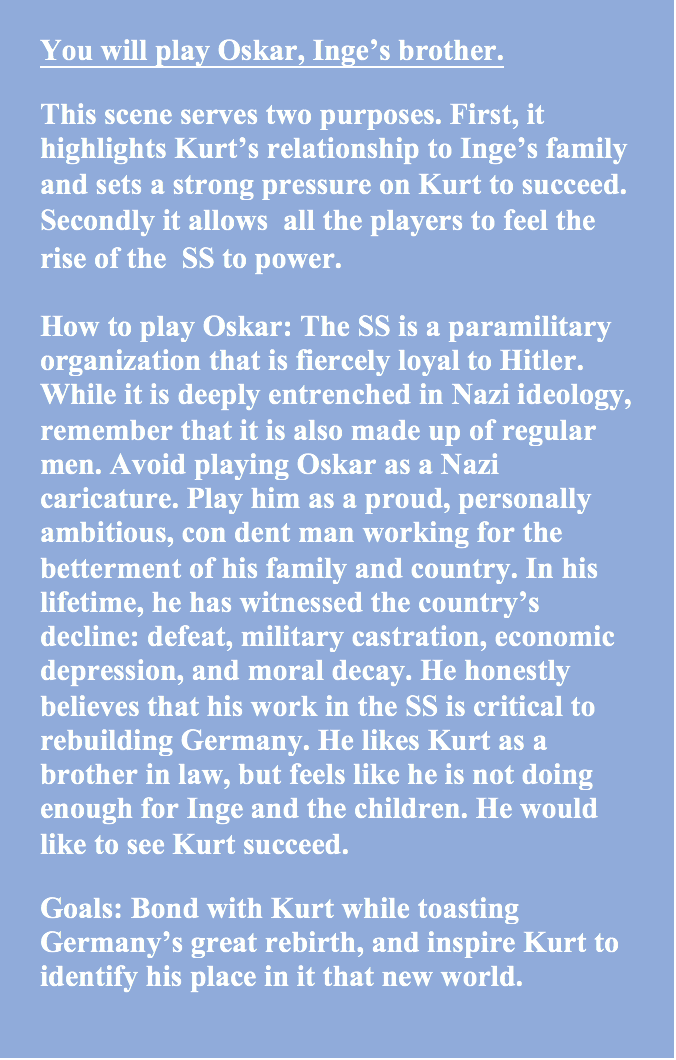 You will play Oskar, Inge’s brother.
This scene serves two purposes. First, it
highlights Kurt’s relationship to Inge’s family
and sets a strong pressure on Kurt to succeed.
Secondly it allows  all the players to feel the
rise of the  SS to power.
How to play Oskar: The SS is a paramilitary
organization that is fiercely loyal to Hitler.
While it is deeply entrenched in Nazi ideology,
remember that it is also made up of regular
men. Avoid playing Oskar as a Nazi
caricature. Play him as a proud, personally
ambitious, con dent man working for the
betterment of his family and country. In his
lifetime, he has witnessed the country’s
decline: defeat, military castration, economic
depression, and moral decay. He honestly
believes that his work in the SS is critical to
rebuilding Germany. He likes Kurt as a
brother in law, but feels like he is not doing
enough for Inge and the children. He would
like to see Kurt succeed.
Goals: Bond with Kurt while toasting
Germany’s great rebirth, and inspire Kurt to
identify his place in it that new world.